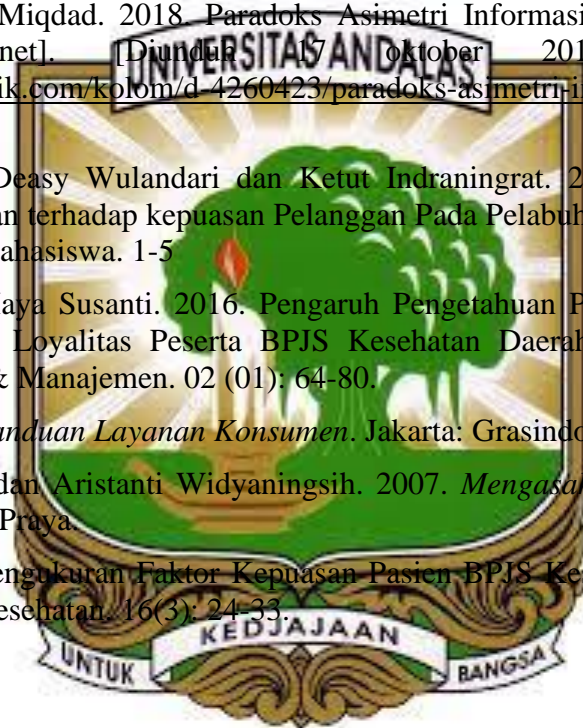 Miqdad. 2018. Paradoks Asimetri Informasi
net]. [Diunduh 17 oktober 201
UNIVERSITAS ANDALAS
ik.com/kolom/d-4260423/paradoks-asimetri-i
Deasy Wulandari dan Ketut Indraningrat. 2
an terhadap kepuasan Pelanggan Pada Pelabuh
ahasiswa. 1-5
aya Susanti. 2016. Pengaruh Pengetahuan P
Loyalitas Peserta BPJS Kesehatan Daerah
& Manajemen. 02 (01): 64-80.
anduan Layanan Konsumen. Jakarta: Grasindo
dan Aristanti Widyaningsih. 2007. Mengasa
Praya.
engukuran Faktor Kepuasan Pasien BPJS Ke
esehatan. 16(3): 24-33.
KEDJAJAAN
UNTUK BANGSA